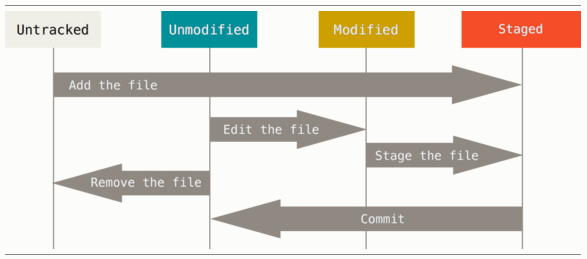 Untracked
Unmodified
Modified
Staged
Add the file
Edit the file
Stage the file
Remove the file
Commit